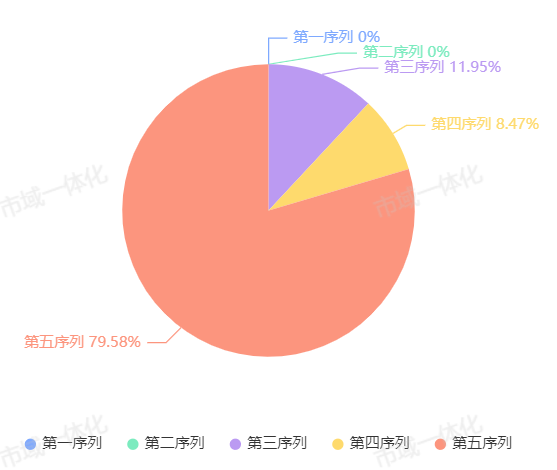 第一序列 0%
第二序列 0%
第三序列 11.95%
第四序列 8.47%
市域一体化
市域一体化
第五序列 79.58%
市域一体化
市域一体化
第一序列
第二序列
第三序列
第四序列
第五序列